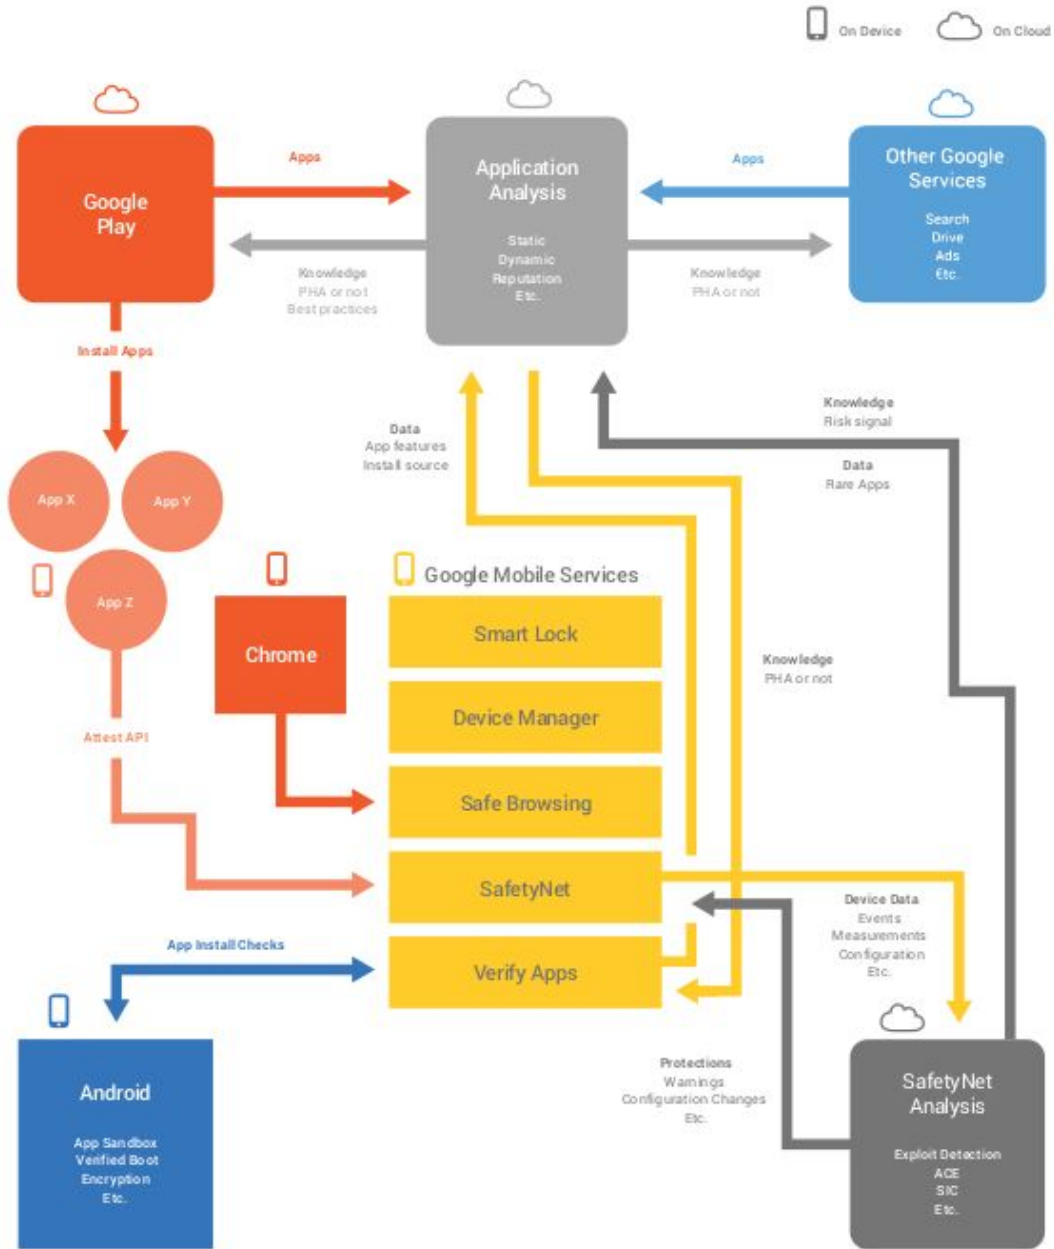 On Device
On Cloud
Google
Play
Apps
Application
Analysis
Static
Dynamic
Reputation
Etc.
Apps
Other Google
Services
Search
Drive
Ads
Etc.
Knowledge
PHA or not
Best practices
Knowledge
PHA or not
Install Apps
Data
App features
Install source
Knowledge
Risk signal
Data
Rare Apps
App X
App Y
App Z
Chrome
Google Mobile Services
Smart Lock
Device Manager
Safe Browsing
SafetyNet
Verify Apps
Knowledge
PHA or not
Attest API
App Install Checks
Device Data
Events
Measurements
Configuration
Etc.
Protections
Warnings
Configuration Changes
Etc.
Android
App Sandbox
Verified Boot
Encryption
Etc.
SafetyNet
Analysis
Exploit Detection
ACE
SIC
Etc.